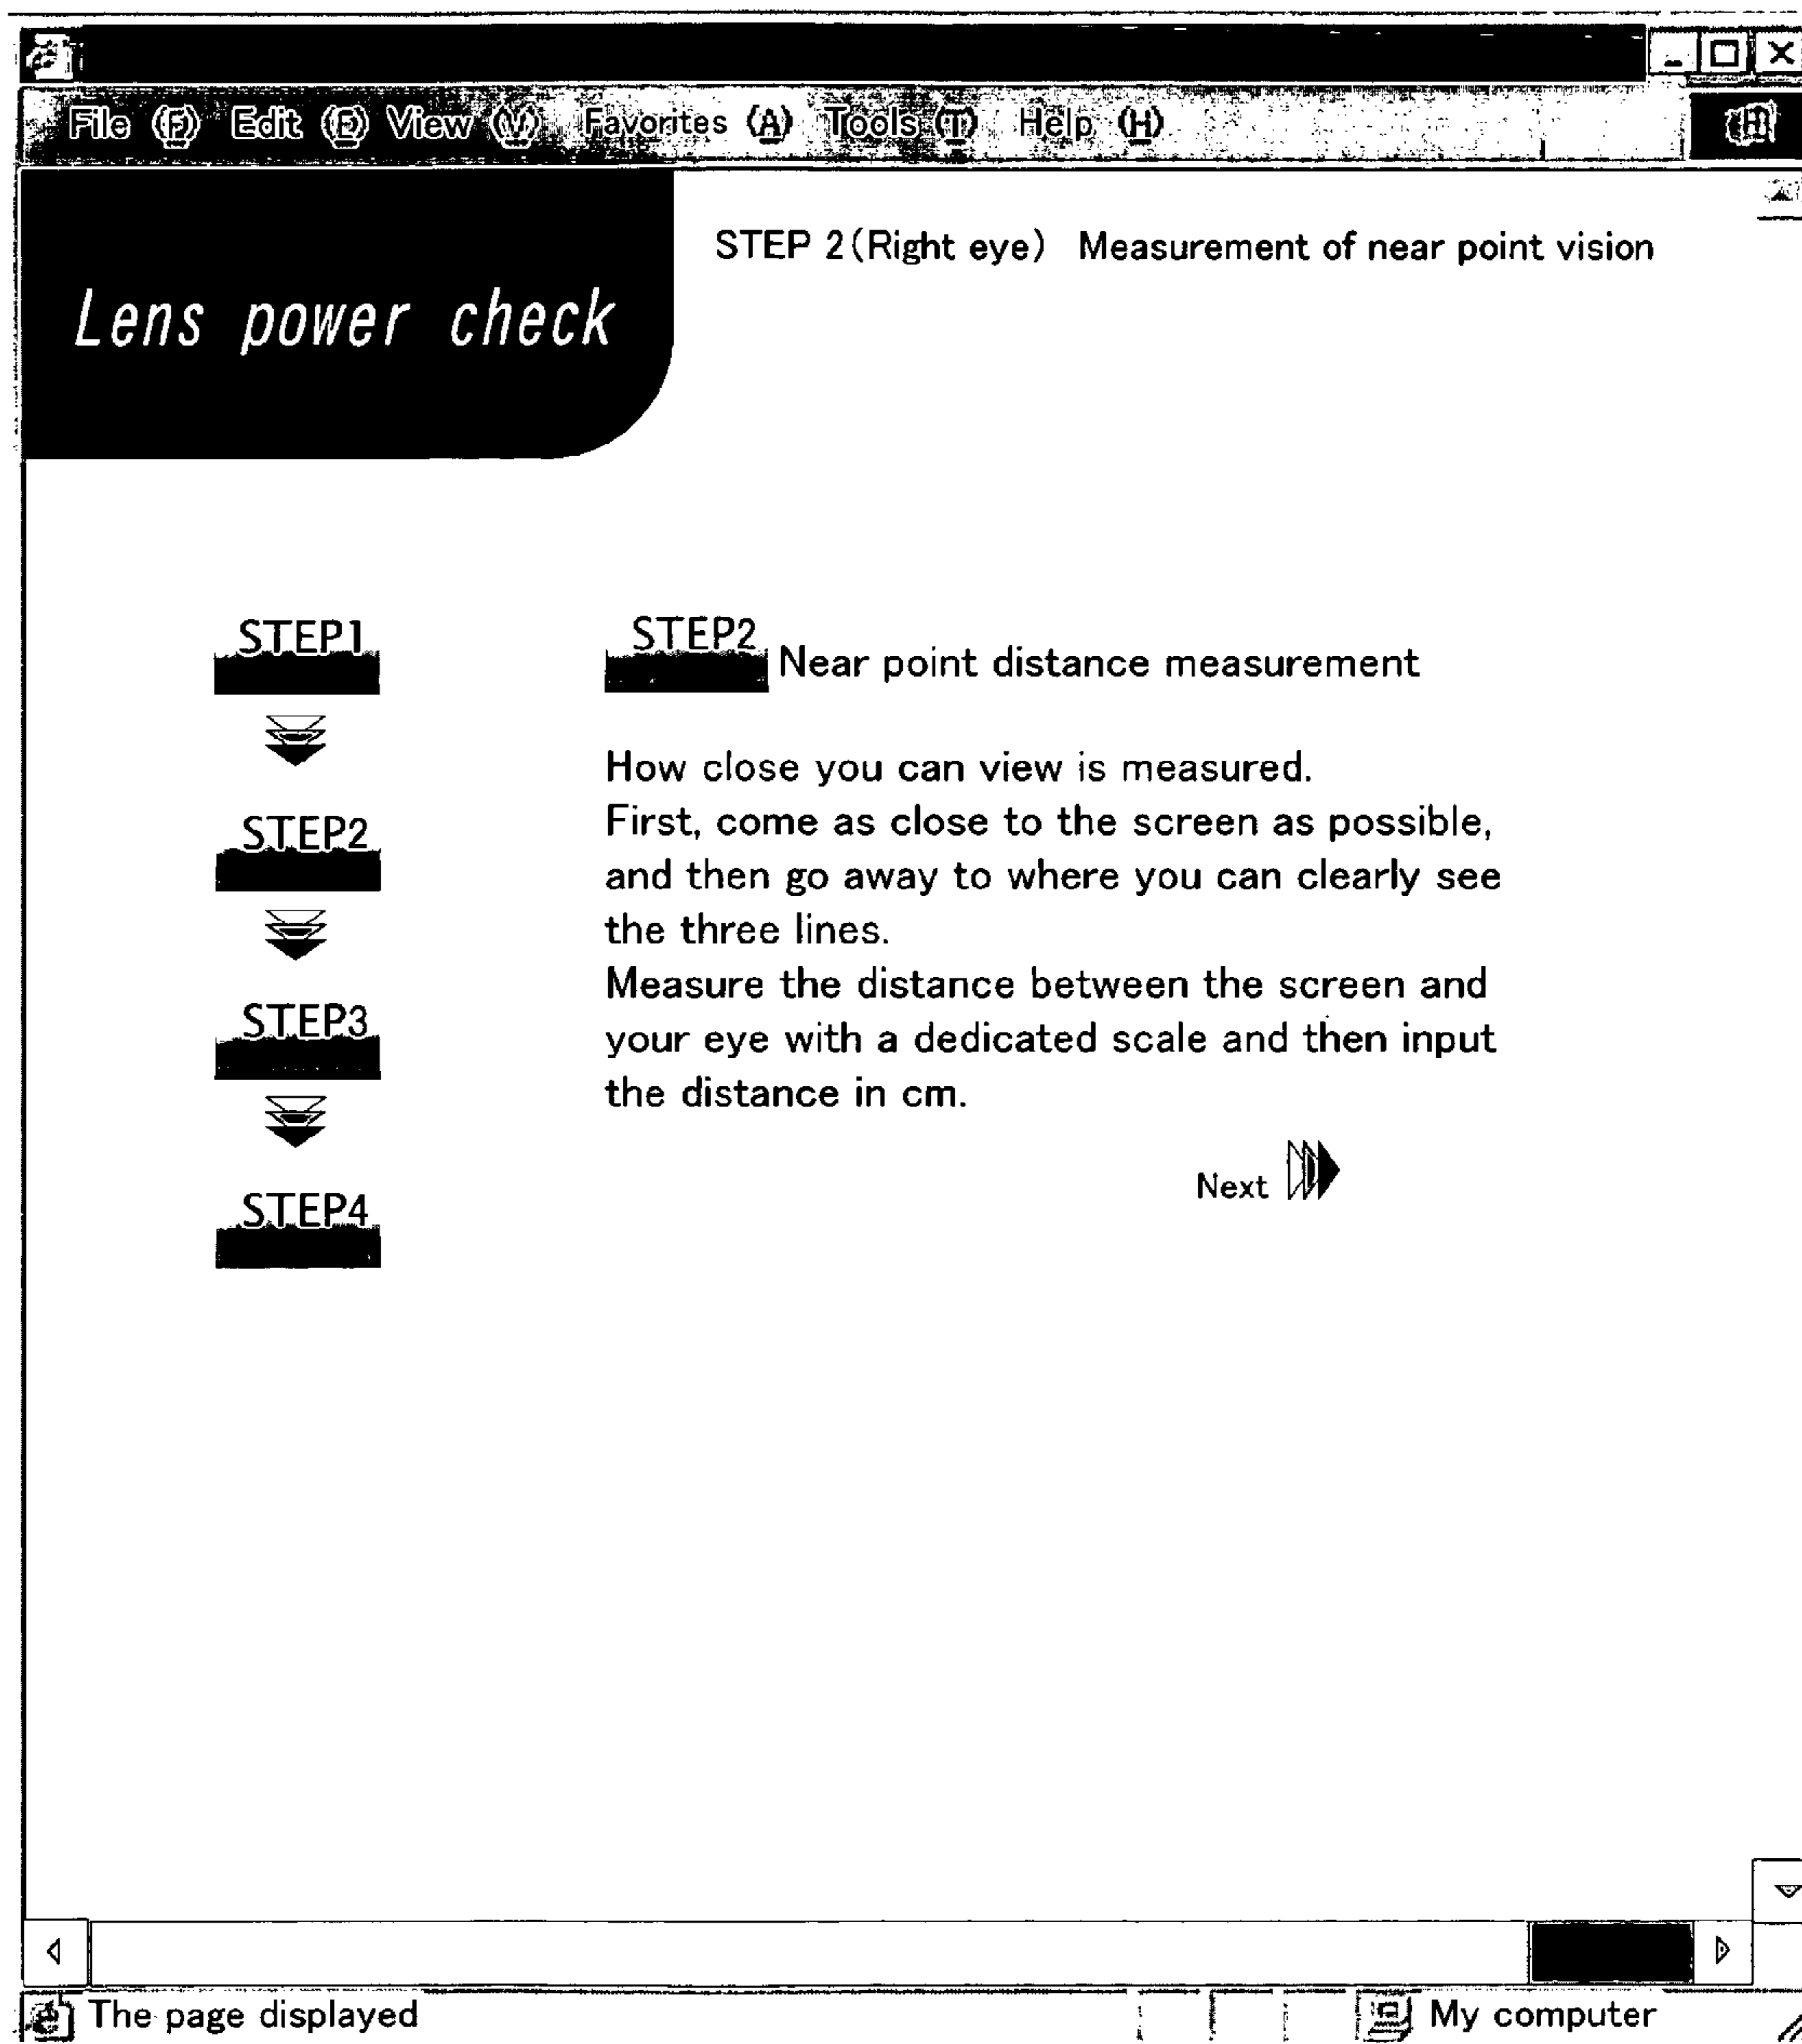 File (F) Edit (E) View (V) Favorites (A) Tools (T) Help (H)
Lens power check
STEP 2(Right eye) Measurement of near point vision
STEP1
STEP2
STEP3
STEP4
STEP2 Near point distance measurement
How close you can view is measured.
First, come as close to the screen as possible,
and then go away to where you can clearly see
the three lines.
Measure the distance between the screen and
your eye with a dedicated scale and then input
the distance in cm.
Next
The page displayed
My computer